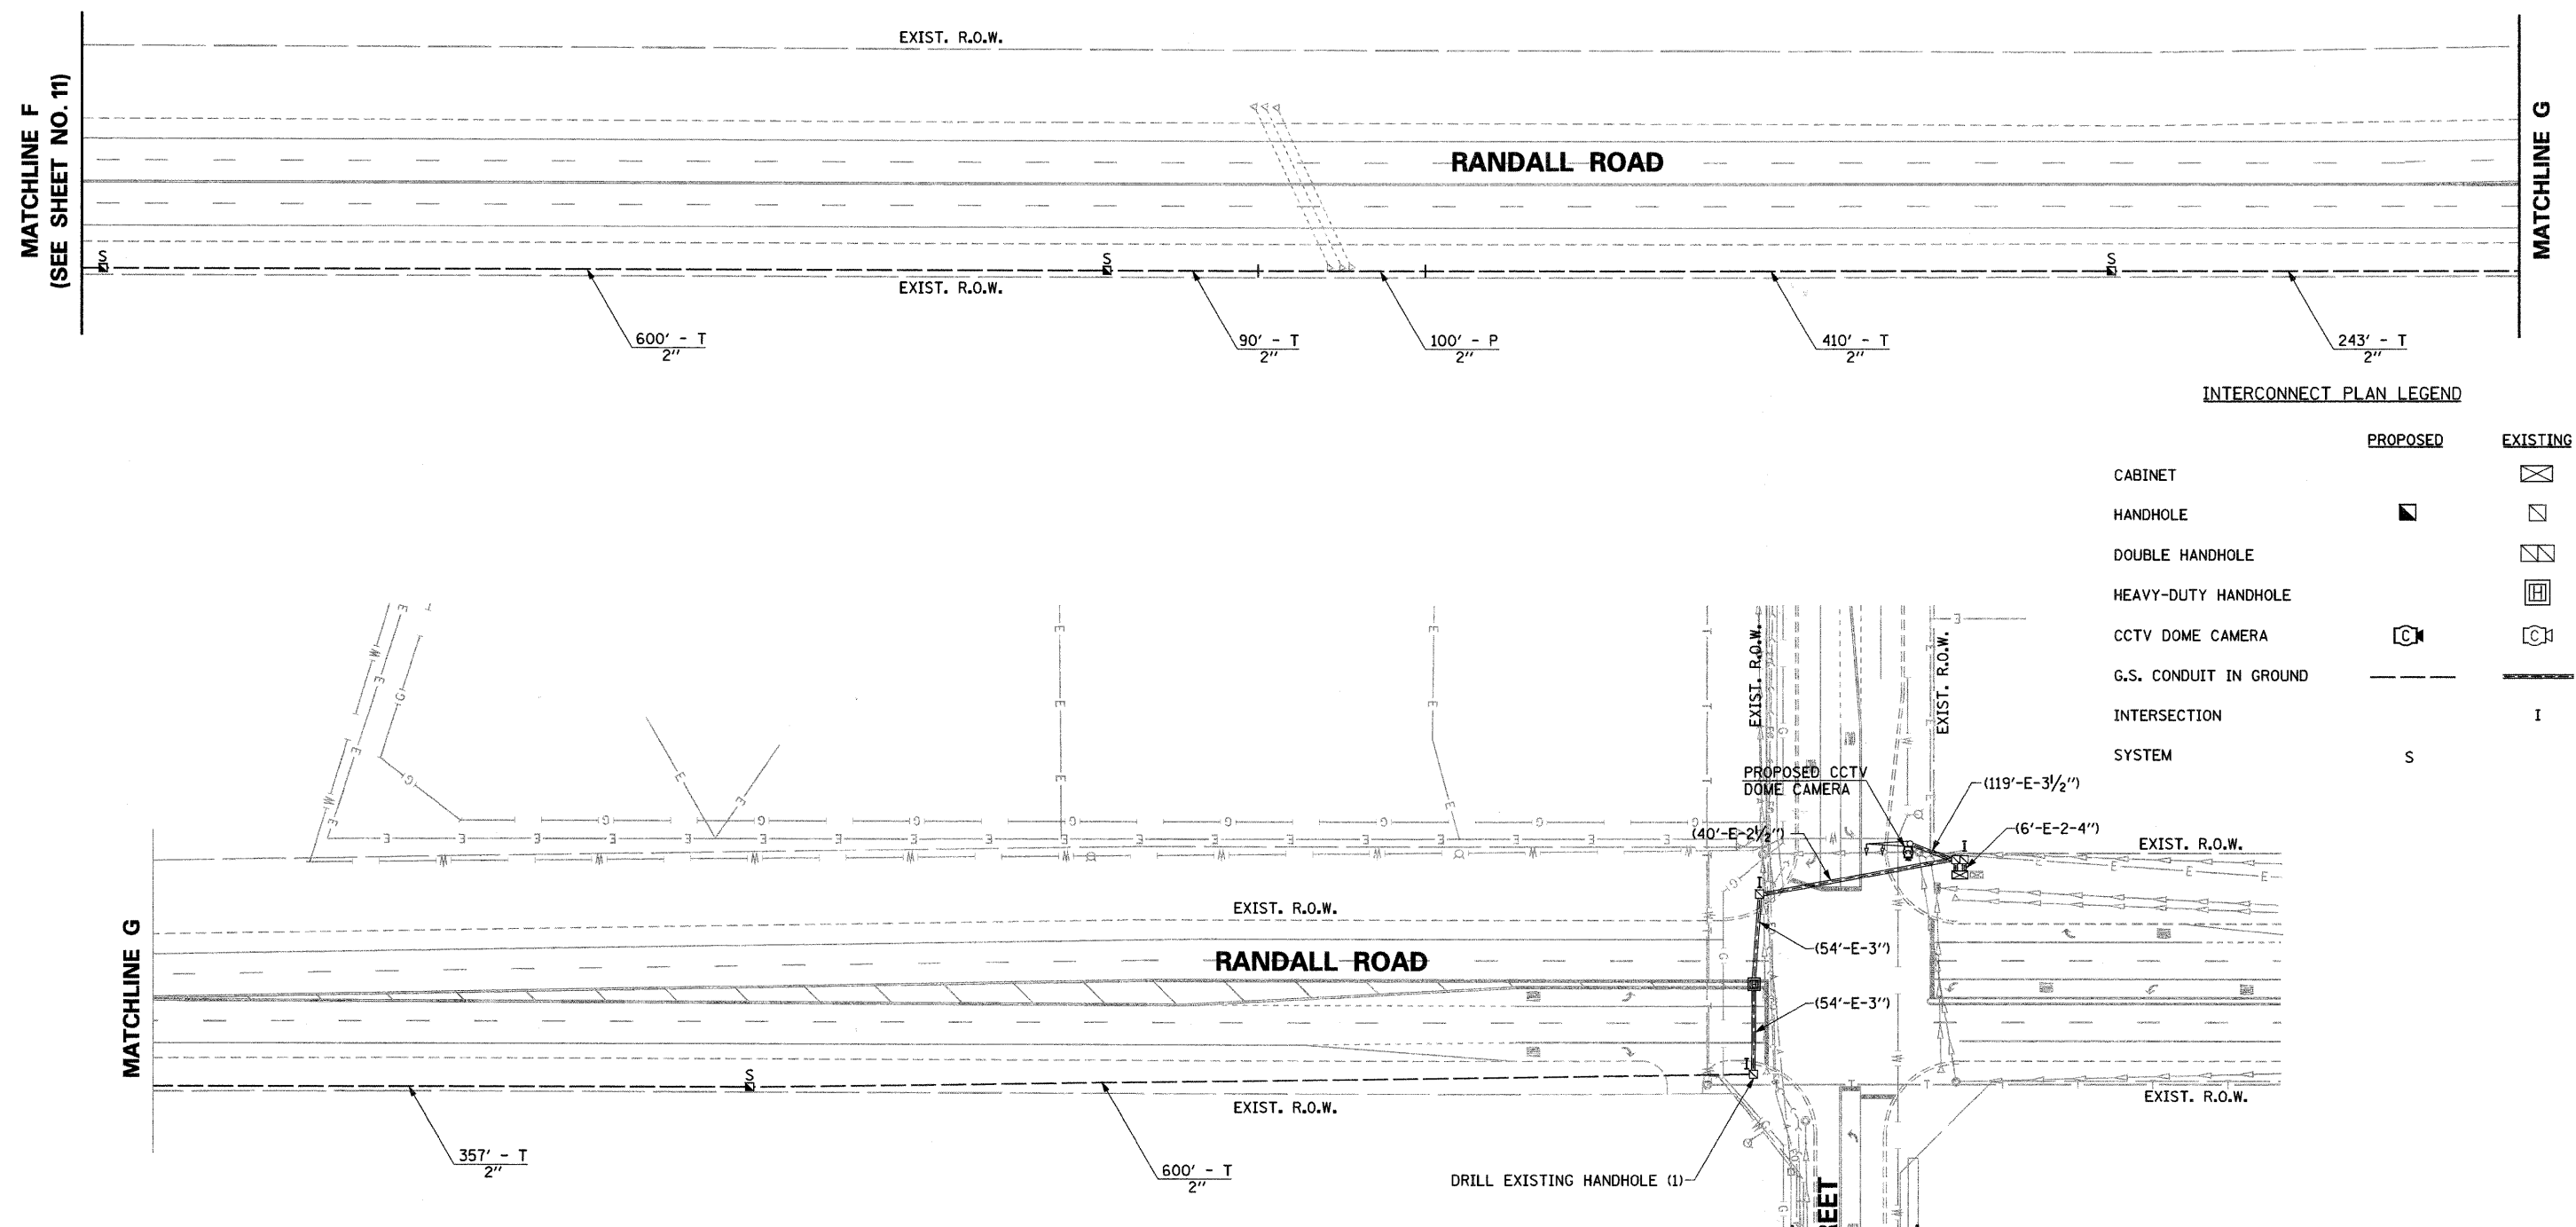 EXIST. R.O.W.
MATCHLINE F
(SEE SHEET NO. 11)
RANDALL ROAD
MATCHLINE G
S
S
S
EXIST. R.O.W.
600' - T
2"
90' - T
2"
100' - P
2"
410' - T
2"
243' - T
2"
INTERCONNECT PLAN LEGEND
PROPOSED EXISTING
CABINET
HANDHOLE
DOUBLE HANDHOLE
HEAVY-DUTY HANDHOLE H
CCTV DOME CAMERA C C
G.S. CONDUIT IN GROUND
INTERSECTION I
SYSTEM S
EXIST. R.O.W.
EXIST. R.O.W.
PROPOSED CCTV
DOME CAMERA
(119'-E-3½")
(40'-E-2½")
(6'-E-2-4")
I
EXIST. R.O.W.
I
EXIST. R.O.W.
MATCHLINE G
RANDALL ROAD
(54'-E-3")
(54'-E-3")
S
I
EXIST. R.O.W.
EXIST. R.O.W.
357' - T
2"
600' - T
2"
DRILL EXISTING HANDHOLE (1)
REET